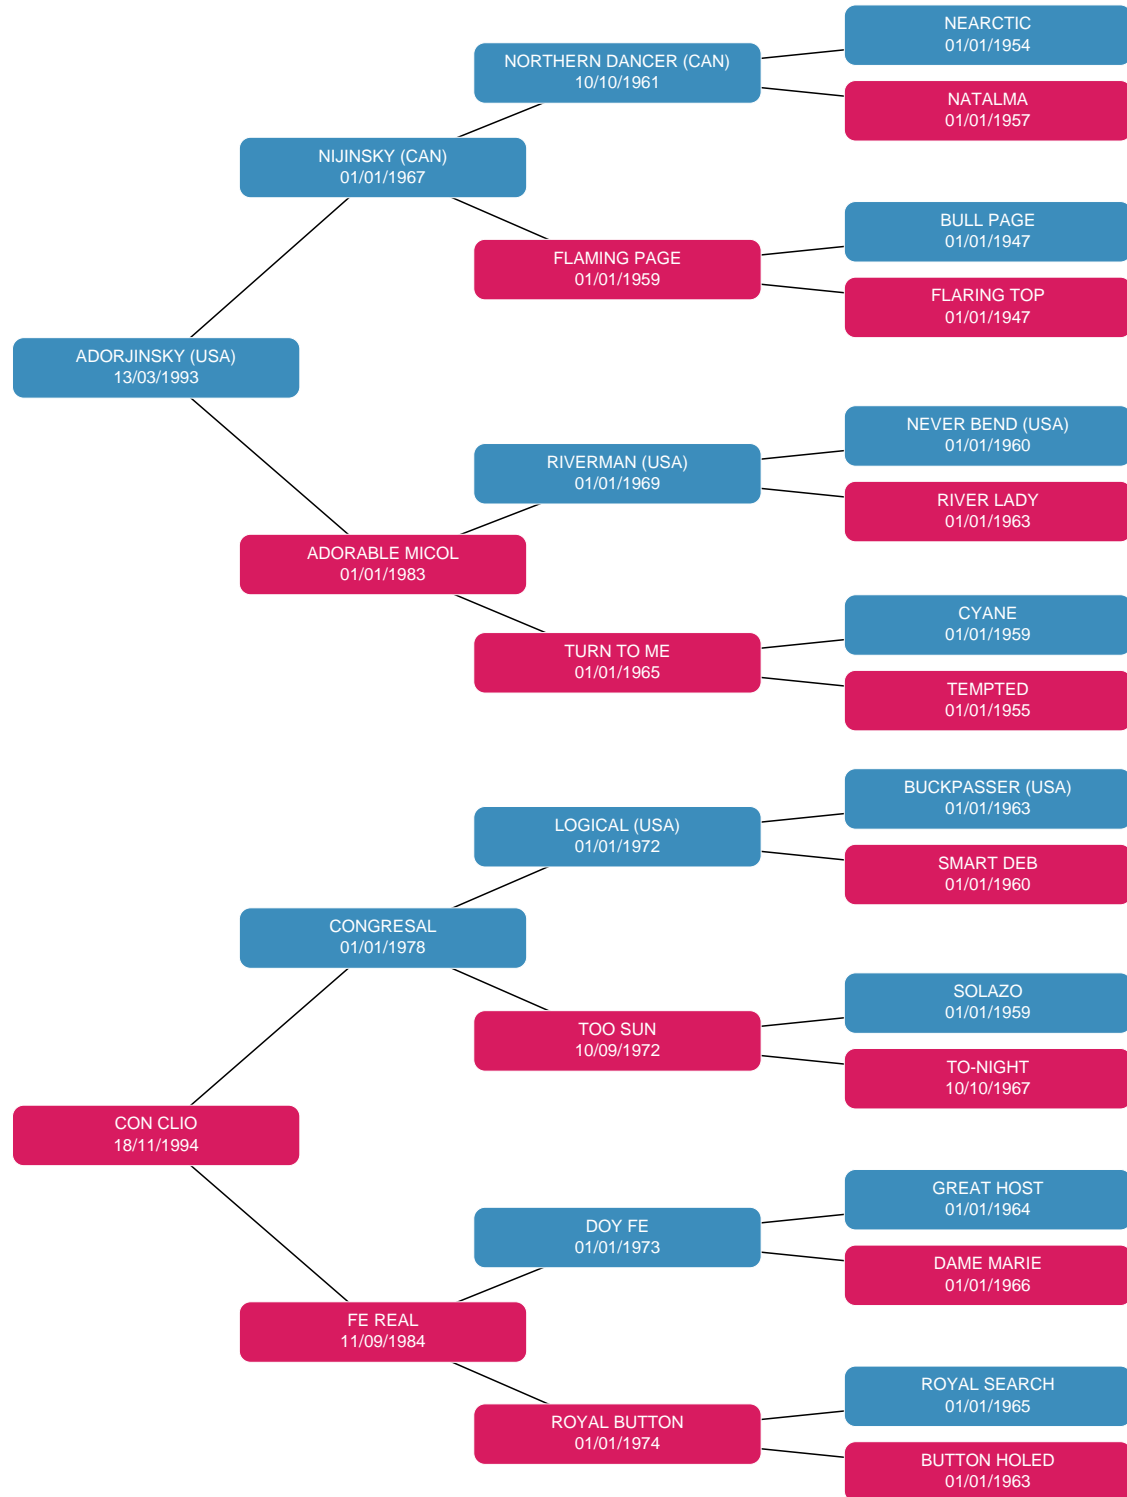 NEARCTIC
01/01/1954
NORTHERN DANCER (CAN)
10/10/1961
NATALMA
01/01/1957
NIJINSKY (CAN)
01/01/1967
BULL PAGE
01/01/1947
FLAMING PAGE
01/01/1959
FLARING TOP
01/01/1947
ADORJINSKY (USA)
13/03/1993
NEVER BEND (USA)
01/01/1960
RIVERMAN (USA)
01/01/1969
RIVER LADY
01/01/1963
ADORABLE MICOL
01/01/1983
CYANE
01/01/1959
TURN TO ME
01/01/1965
TEMPTED
01/01/1955
BUCKPASSER (USA)
01/01/1963
LOGICAL (USA)
01/01/1972
SMART DEB
01/01/1960
CONGRESAL
01/01/1978
SOLAZO
01/01/1959
TOO SUN
10/09/1972
TO-NIGHT
10/10/1967
CON CLIO
18/11/1994
GREAT HOST
01/01/1964
DOY FE
01/01/1973
DAME MARIE
01/01/1966
FE REAL
11/09/1984
ROYAL SEARCH
01/01/1965
ROYAL BUTTON
01/01/1974
BUTTON HOLED
01/01/1963